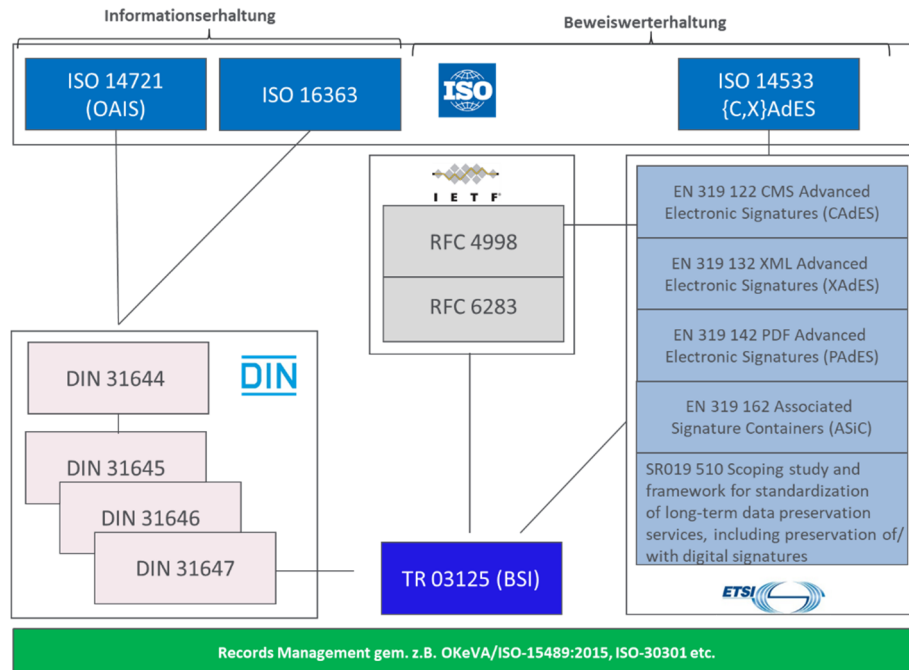 Informationserhaltung
Beweiswerterhaltung
ISO 14721
(OAIS)
ISO 16363
ISO
ISO 14533
{C,X}AdES
IETF
RFC 4998
RFC 6283
EN 319 122 CMS Advanced
Electronic Signatures (CAdES)
EN 319 132 XML Advanced
Electronic Signatures (XAdES)
EN 319 142 PDF Advanced
Electronic Signatures (PAdES)
EN 319 162 Associated
Signature Containers (ASiC)
SR019 510 Scoping study and
framework for standardization
of long-term data preservation
services, including preservation of/
with digital signatures
ETSI
DIN
DIN 31644
DIN 31645
DIN 31646
DIN 31647
TR 03125 (BSI)
Records Management gem. z.B. OKeVA/ISO-15489:2015, ISO-30301 etc.